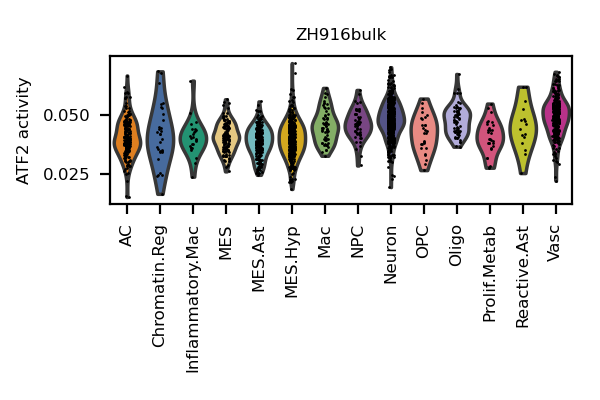 ZH916bulk
ATF2 activity
0.050
0.025
AC
Chromatin.Reg
Inflammatory.Mac
MES
MES.Ast
MES.Hyp
Mac
NPC
Neuron
OPC
Oligo
Prolif.Metab
Reactive.Ast
Vasc